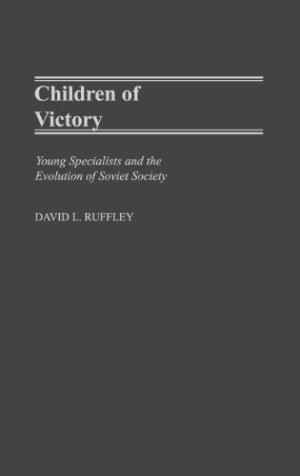 Children of
Victory
Young Specialists and the
Evolution of Soviet Society
DAVID L. RUFFLEY